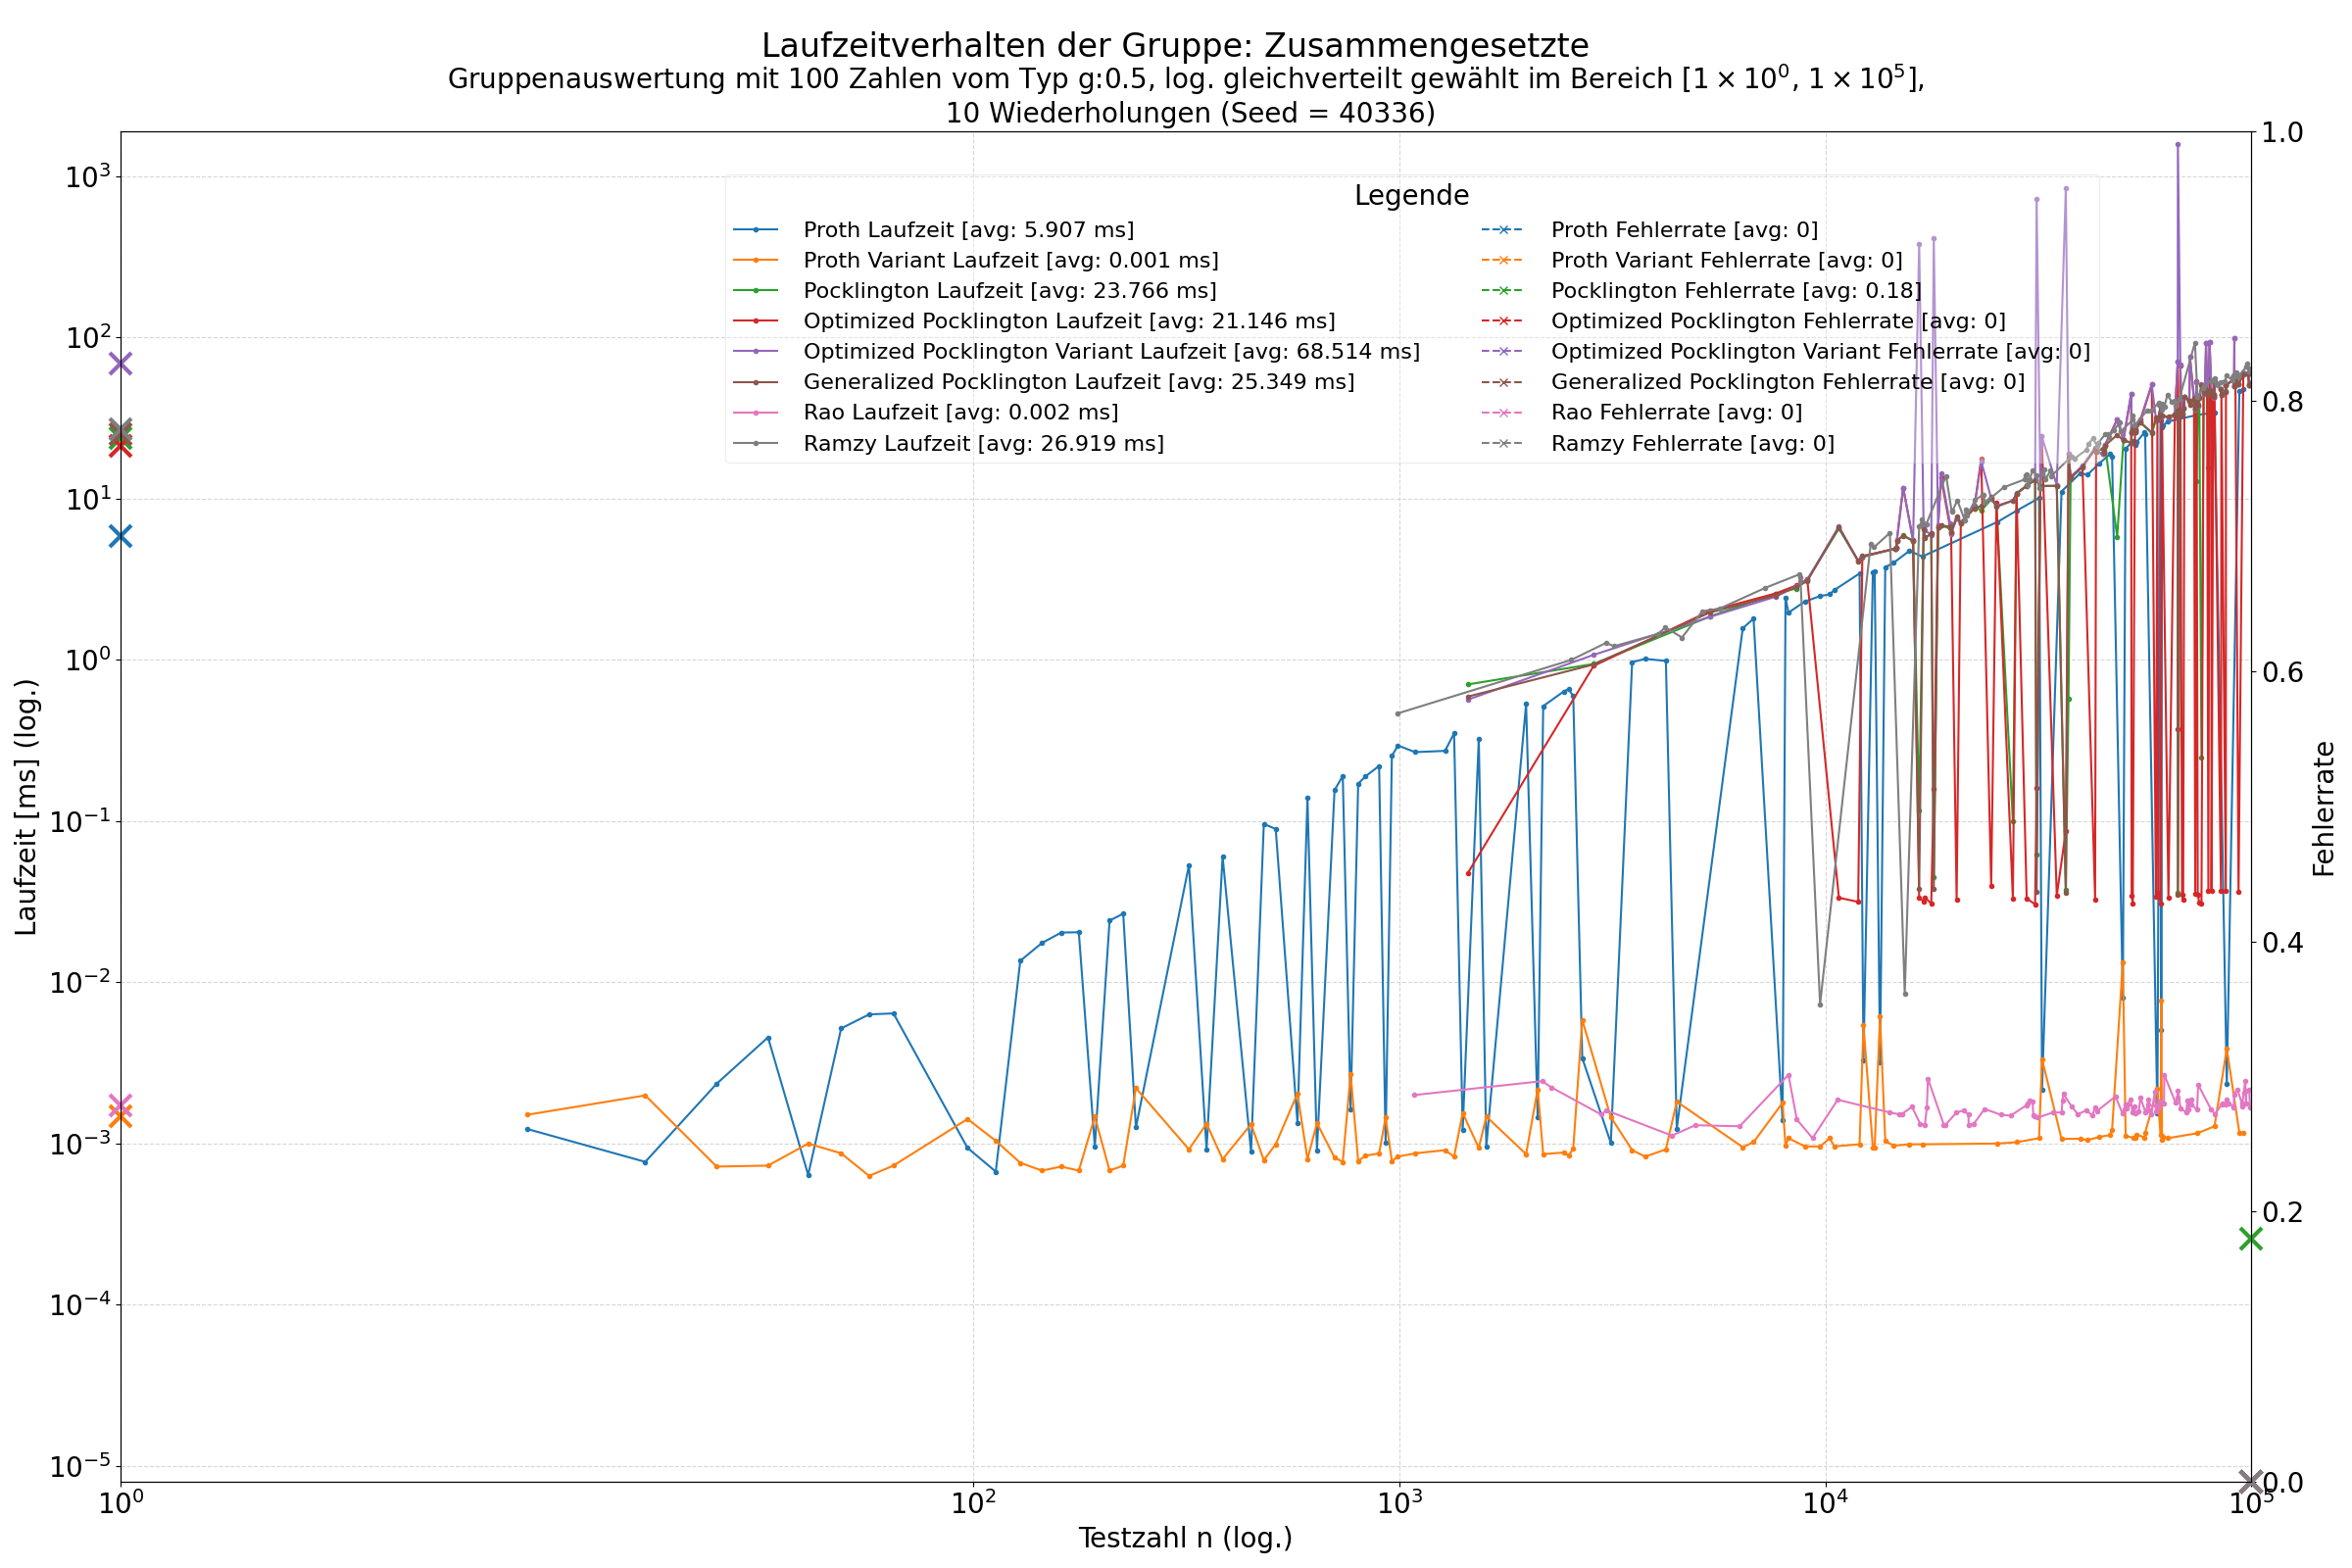 Laufzeitverhalten der Gruppe: Zusammengesetzte
Gruppenauswertung mit 100 Zahlen vom Typ g:0.5, log. gleichverteilt gewählt im Bereich [1 × 10⁰, 1 × 10⁵],
10 Wiederholungen (Seed = 40336)
Legende
Proth Laufzeit [avg: 5.907 ms]
Proth Variant Laufzeit [avg: 0.001 ms]
Pocklington Laufzeit [avg: 23.766 ms]
Optimized Pocklington Laufzeit [avg: 21.146 ms]
Optimized Pocklington Variant Laufzeit [avg: 68.514 ms]
Generalized Pocklington Laufzeit [avg: 25.349 ms]
Rao Laufzeit [avg: 0.002 ms]
Ramzy Laufzeit [avg: 26.919 ms]
Proth Fehlerrate [avg: 0]
Proth Variant Fehlerrate [avg: 0]
Pocklington Fehlerrate [avg: 0.18]
Optimized Pocklington Fehlerrate [avg: 0]
Optimized Pocklington Variant Fehlerrate [avg: 0]
Generalized Pocklington Fehlerrate [avg: 0]
Rao Fehlerrate [avg: 0]
Ramzy Fehlerrate [avg: 0]
Laufzeit [ms] (log.)
10³
10²
10¹
10⁰
10⁻¹
10⁻²
10⁻³
10⁻⁴
10⁻⁵
10⁰
10²
10³
10⁴
10⁵
Testzahl n (log.)
1.0
0.8
0.6
0.4
0.2
0.0
Fehlerrate